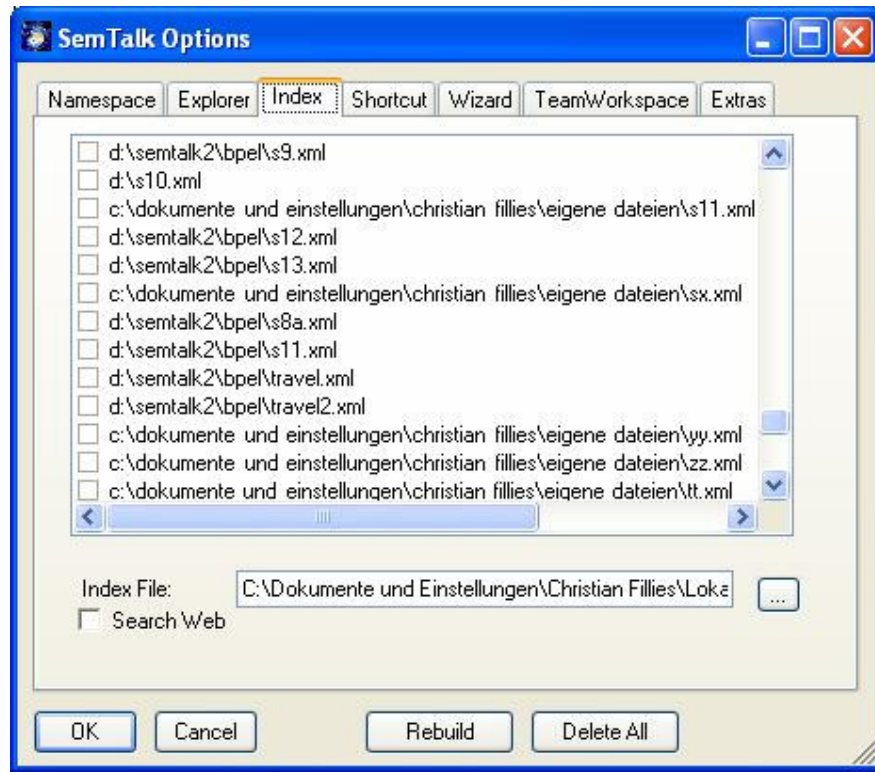 SemTalk Options
Namespace Explorer Index Shortcut Wizard TeamWorkspace Extras
d:\semtalk2\bpel\s9.xml
d:\s10.xml
c:\dokumente und einstellungen\christian fillies\eigene dateien\s11.xml
d:\semtalk2\bpel\s12.xml
d:\semtalk2\bpel\s13.xml
c:\dokumente und einstellungen\christian fillies\eigene dateien\sx.xml
d:\semtalk2\bpel\s8a.xml
d:\semtalk2\bpel\s11.xml
d:\semtalk2\bpel\travel.xml
d:\semtalk2\bpel\travel2.xml
c:\dokumente und einstellungen\christian fillies\eigene dateien\yy.xml
c:\dokumente und einstellungen\christian fillies\eigene dateien\zz.xml
c:\dokumente und einstellungen\christian fillies\eigene dateien\tt.xml
Index File: C:\Dokumente und Einstellungen\Christian Fillies\Loka ...
Search Web
OK Cancel Rebuild Delete All